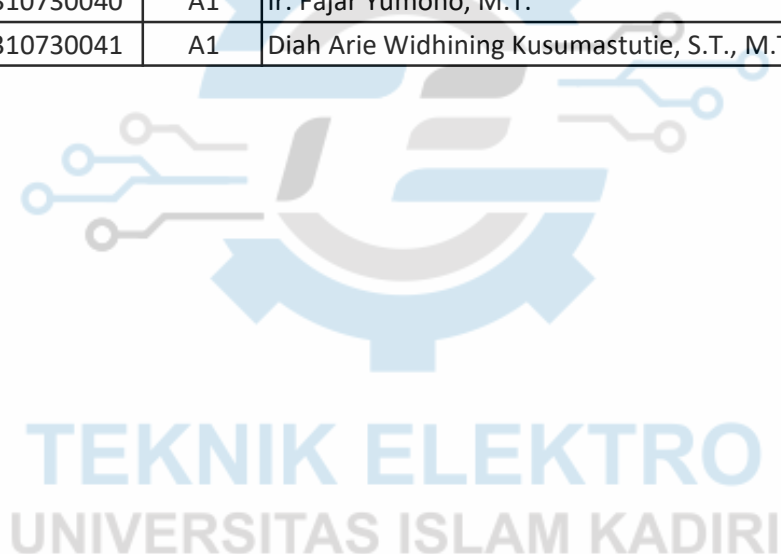 310730040 A1 Ir. Fajar Yumono, M.T.
310730041 A1 Diah Arie Widhining Kusumastutie, S.T., M.T
TEKNIK ELEKTRO
UNIVERSITAS ISLAM KADIRI